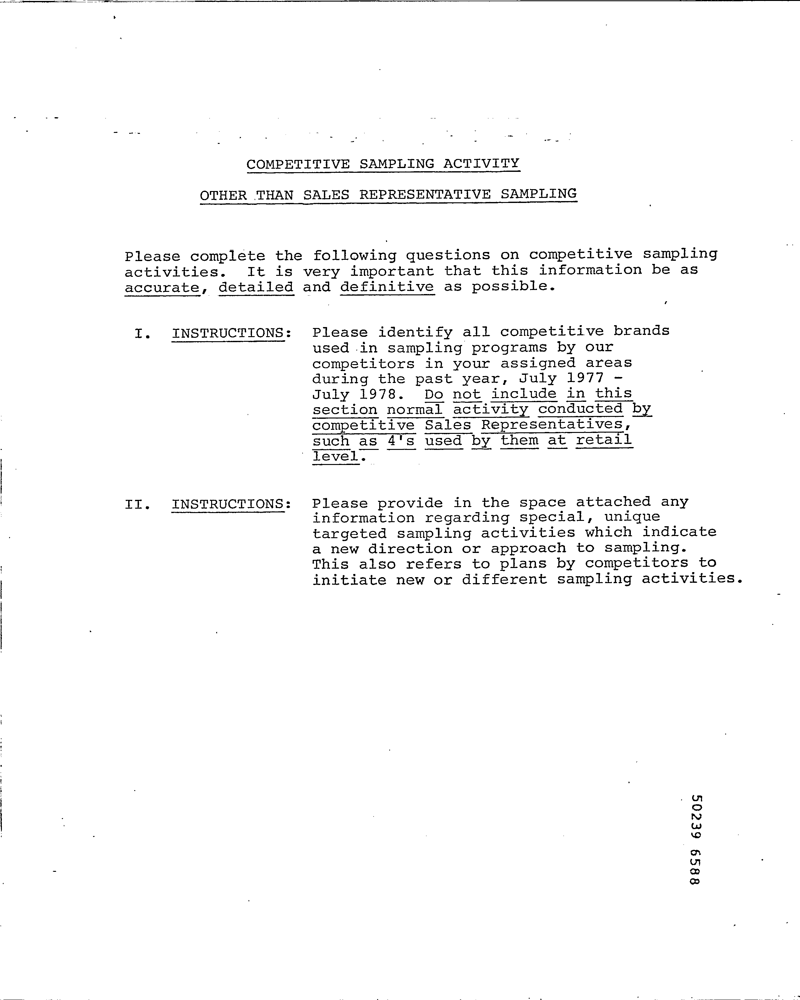 COMPETITIVE SAMPLING ACTIVITY
OTHER THAN SALES REPRESENTATIVE SAMPLING
Please complete the following questions on competitive sampling
activities. It is very important that this information be as
accurate, detailed and definitive as possible.
I. INSTRUCTIONS: Please identify all competitive brands
used in sampling programs by our
competitors in your assigned areas
during the past year, July 1977 -
July 1978. Do not include in this
section normal activity conducted by
competitive Sales Representatives,
such as 4's used by them at retail
level.
II. INSTRUCTIONS: Please provide in the space attached any
information regarding special, unique
targeted sampling activities which indicate
a new direction or approach to sampling.
This also refers to plans by competitors to
initiate new or different sampling activities.
50239 6588